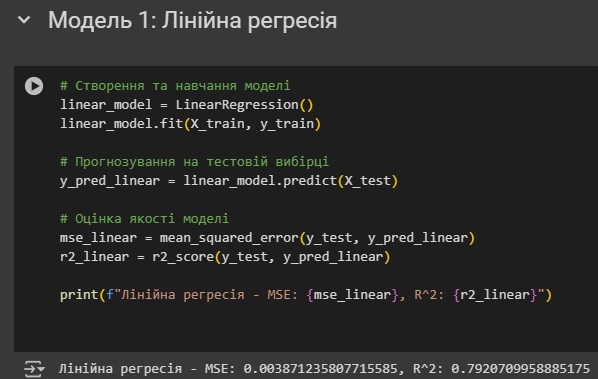 Модель 1: Лінійна регресія
# Створення та навчання моделі
linear_model = LinearRegression()
linear_model.fit(X_train, y_train)
# Прогнозування на тестовій вибірці
y_pred_linear = linear_model.predict(X_test)
# Оцінка якості моделі
mse_linear = mean_squared_error(y_test, y_pred_linear)
r2_linear = r2_score(y_test, y_pred_linear)
print(f"Лінійна регресія - MSE: {mse_linear}, R^2: {r2_linear}")
Лінійна регресія - MSE: 0.003871235807715585, R^2: 0.7920709958885175